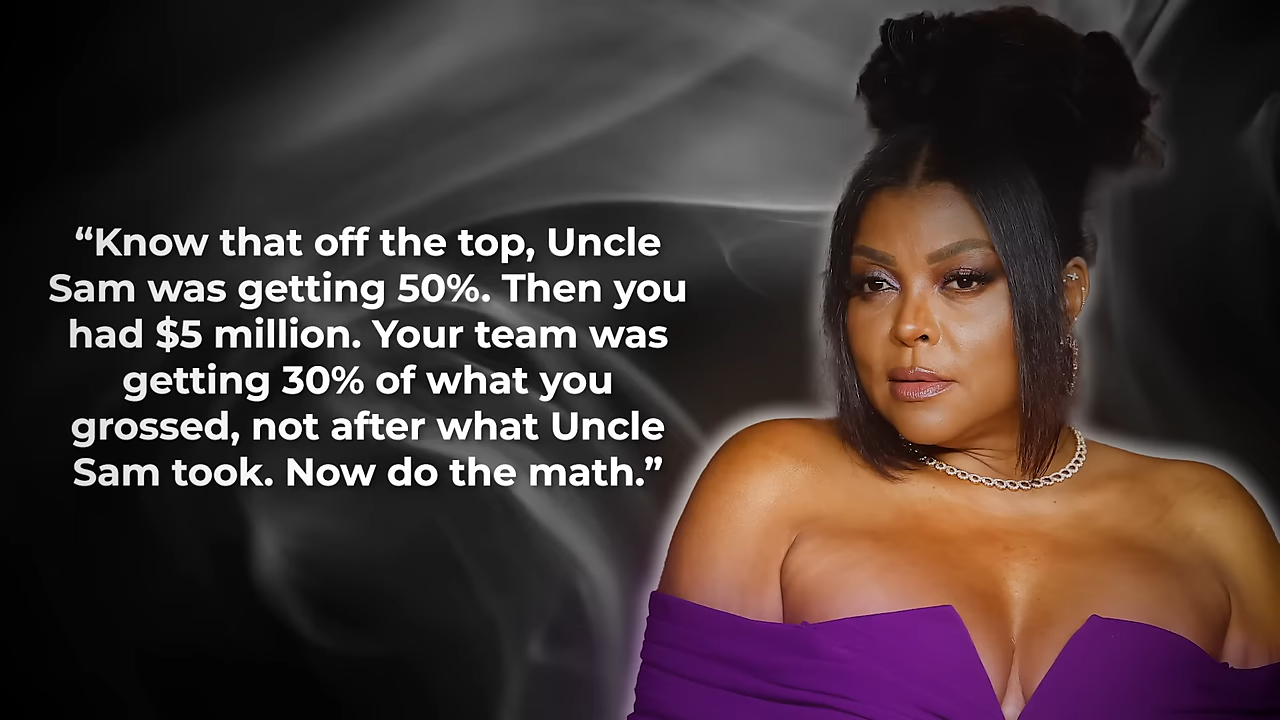 “Know that off the top, Uncle
Sam was getting 50%. Then you
had $5 million. Your team was
getting 30% of what you
grossed, not after what Uncle
Sam took. Now do the math.”